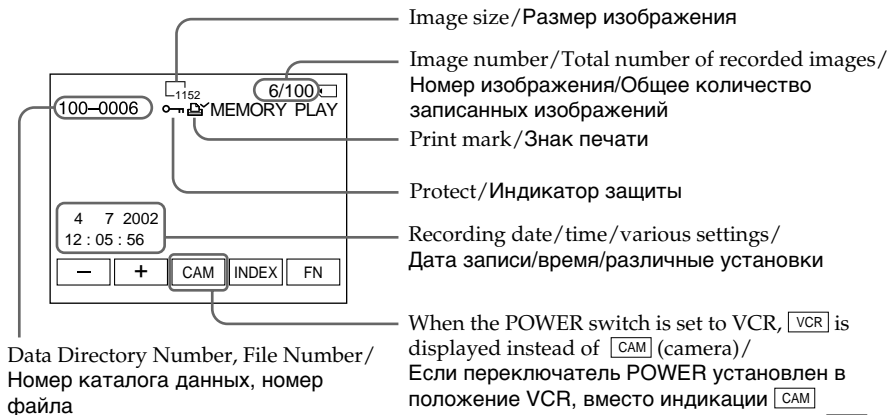 Image size/Размер изображения
Image number/Total number of recorded images/
Номер изображения/Общее количество
записанных изображений
Print mark/Знак печати
Protect/Индикатор защиты
Recording date/time/various settings/
Дата записи/время/различные установки
When the POWER switch is set to VCR, VCR is
displayed instead of CAM (camera)/
Если переключатель POWER установлен в
положение VCR, вместо индикации CAM
1152
6/100
100–0006
MEMORY PLAY
4 7 2002
12 : 05 : 56
– + CAM INDEX FN
Data Directory Number, File Number/
Номер каталога данных, номер
файла